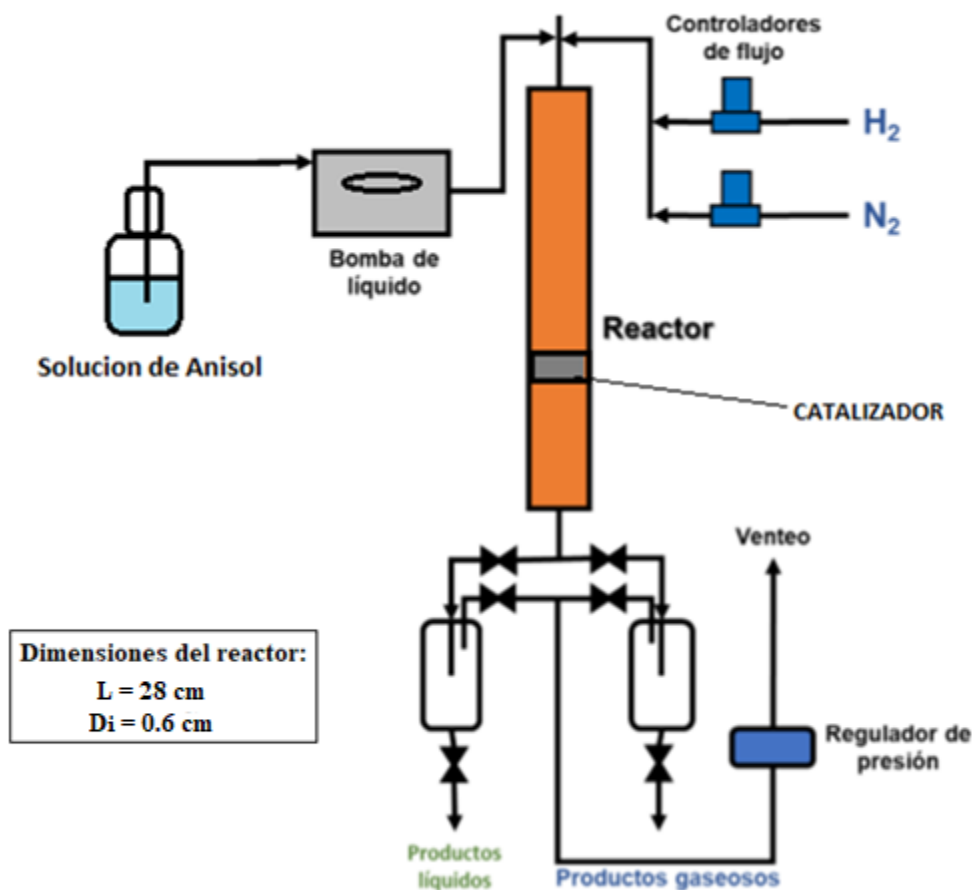 Controladores
de flujo
H₂
N₂
Bomba de
líquido
Solucion de Anisol
Reactor
CATALIZADOR
Venteo
Dimensiones del reactor:
L = 28 cm
Di = 0.6 cm
Regulador de
presión
Productos
líquidos
Productos gaseosos